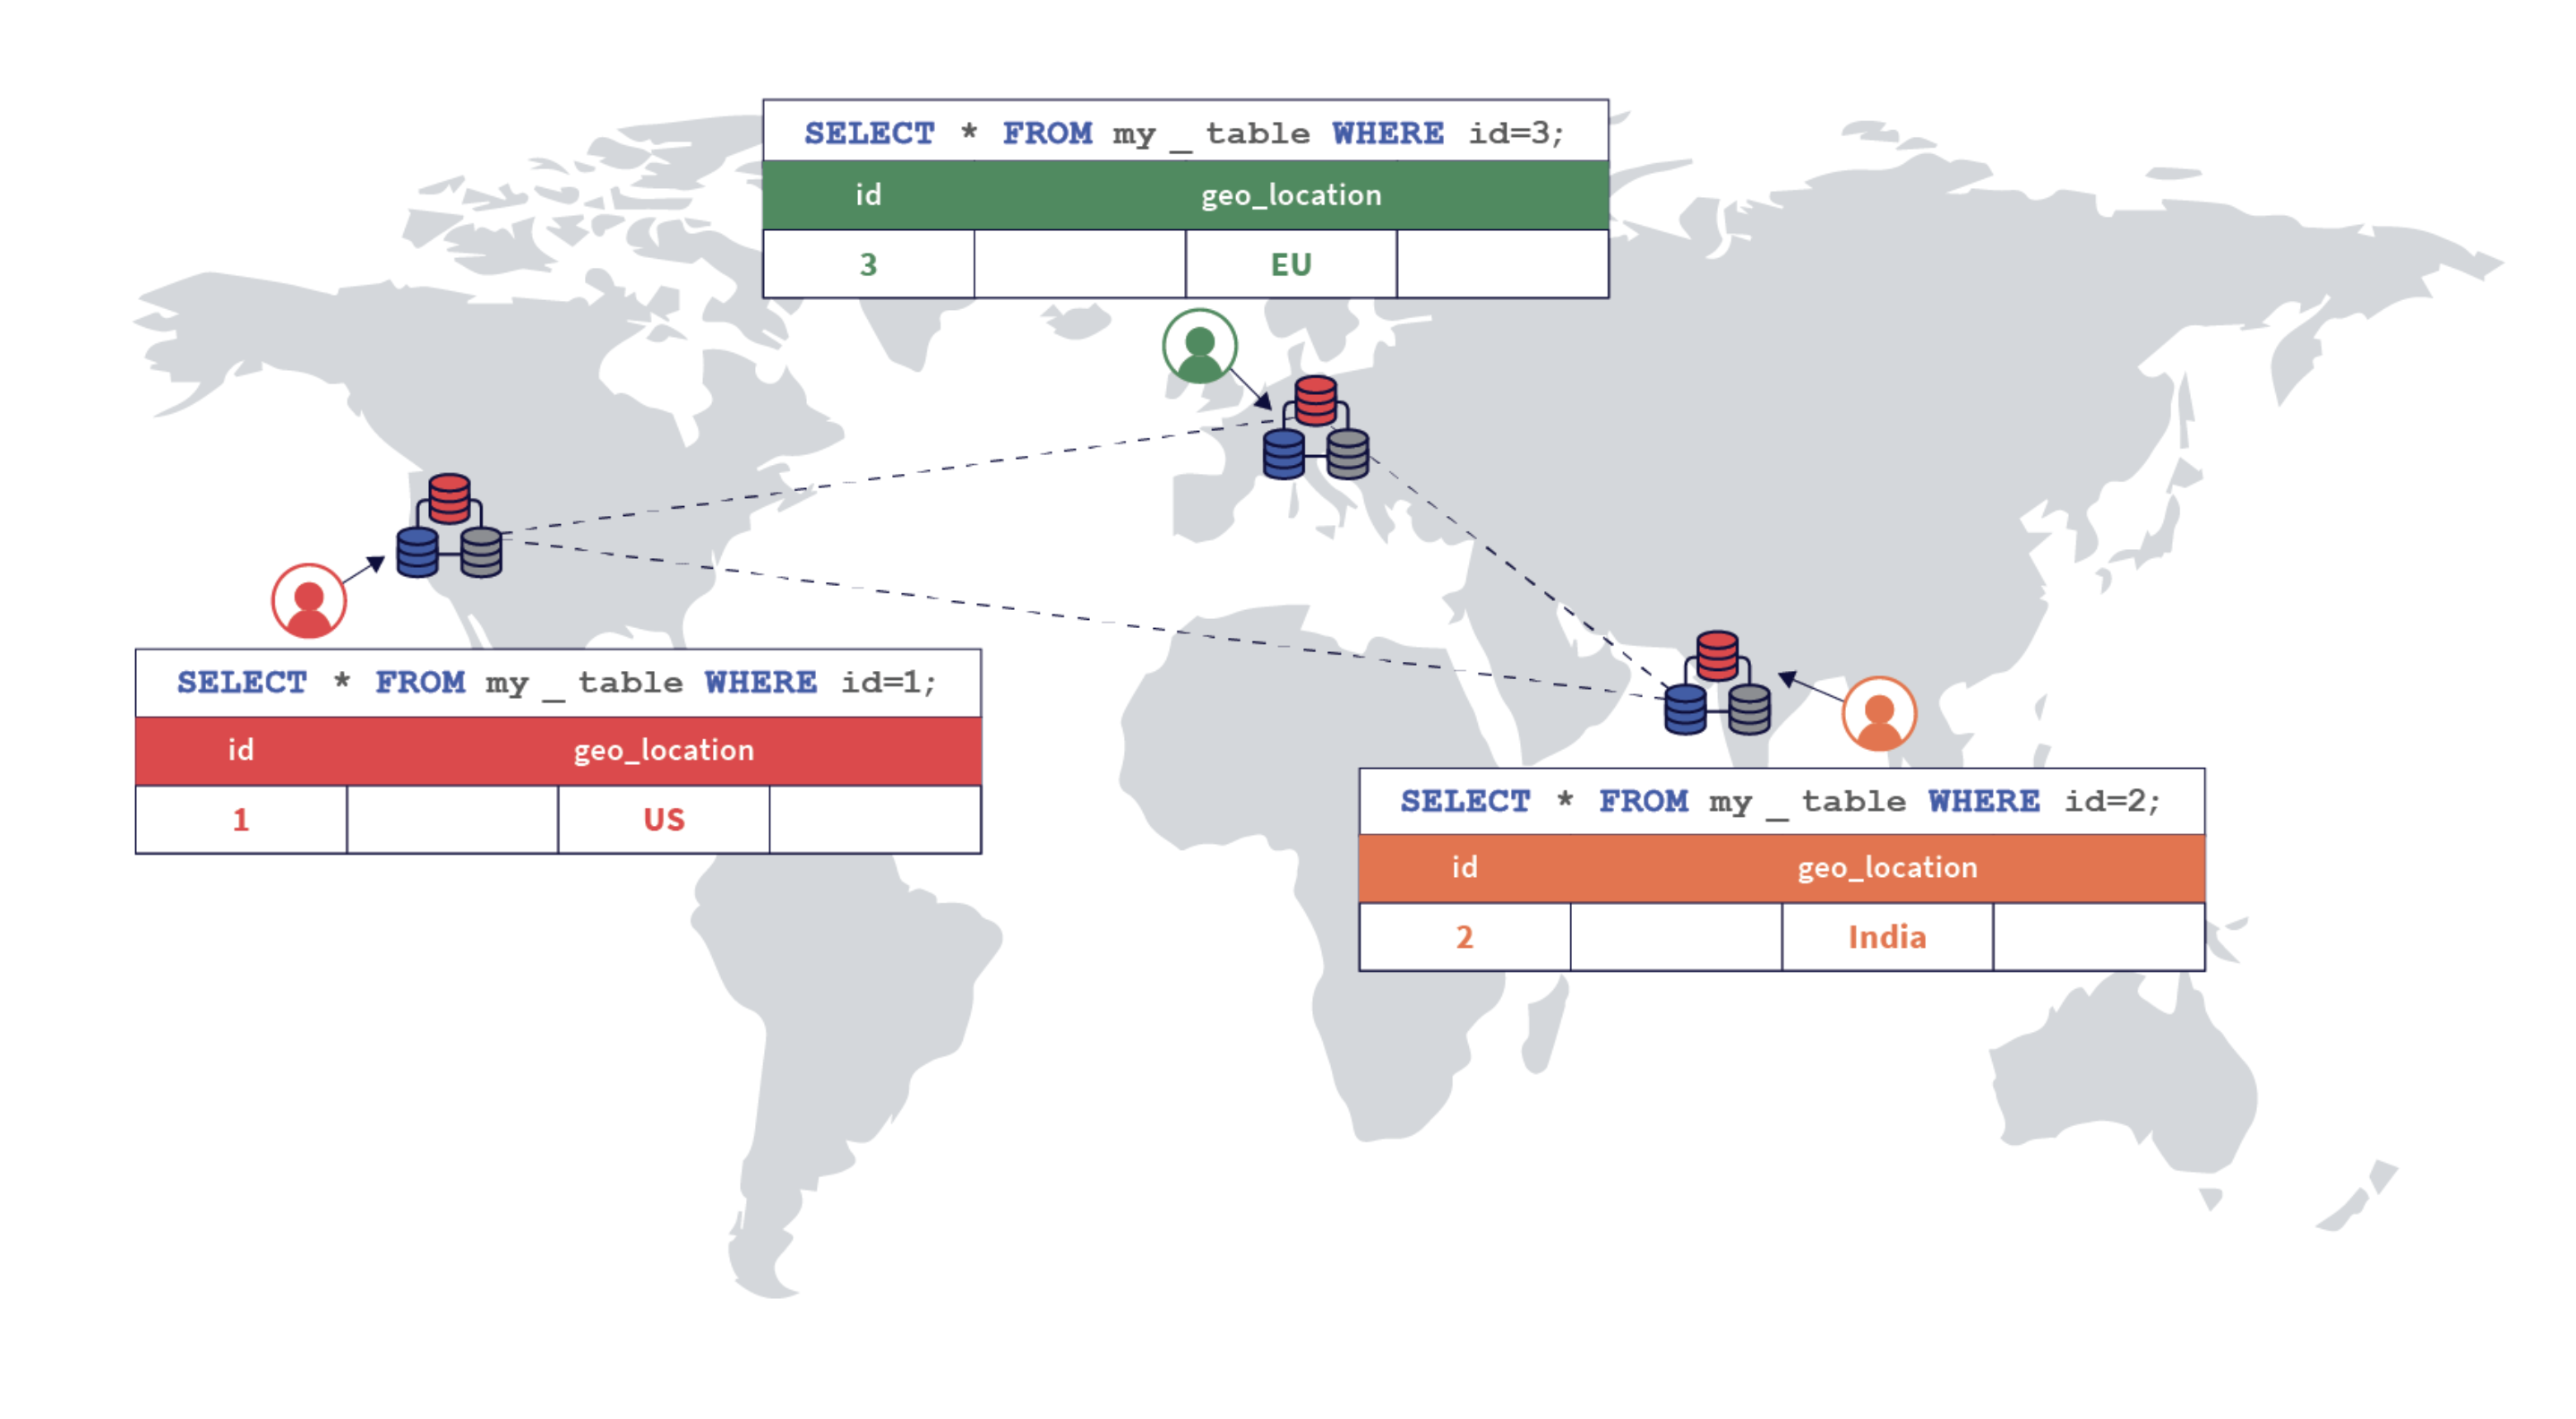 SELECT * FROM my _ table WHERE id=3;
id geo_location
3 EU
SELECT * FROM my _ table WHERE id=1;
id geo_location
1 US
SELECT * FROM my _ table WHERE id=2;
id geo_location
2 India